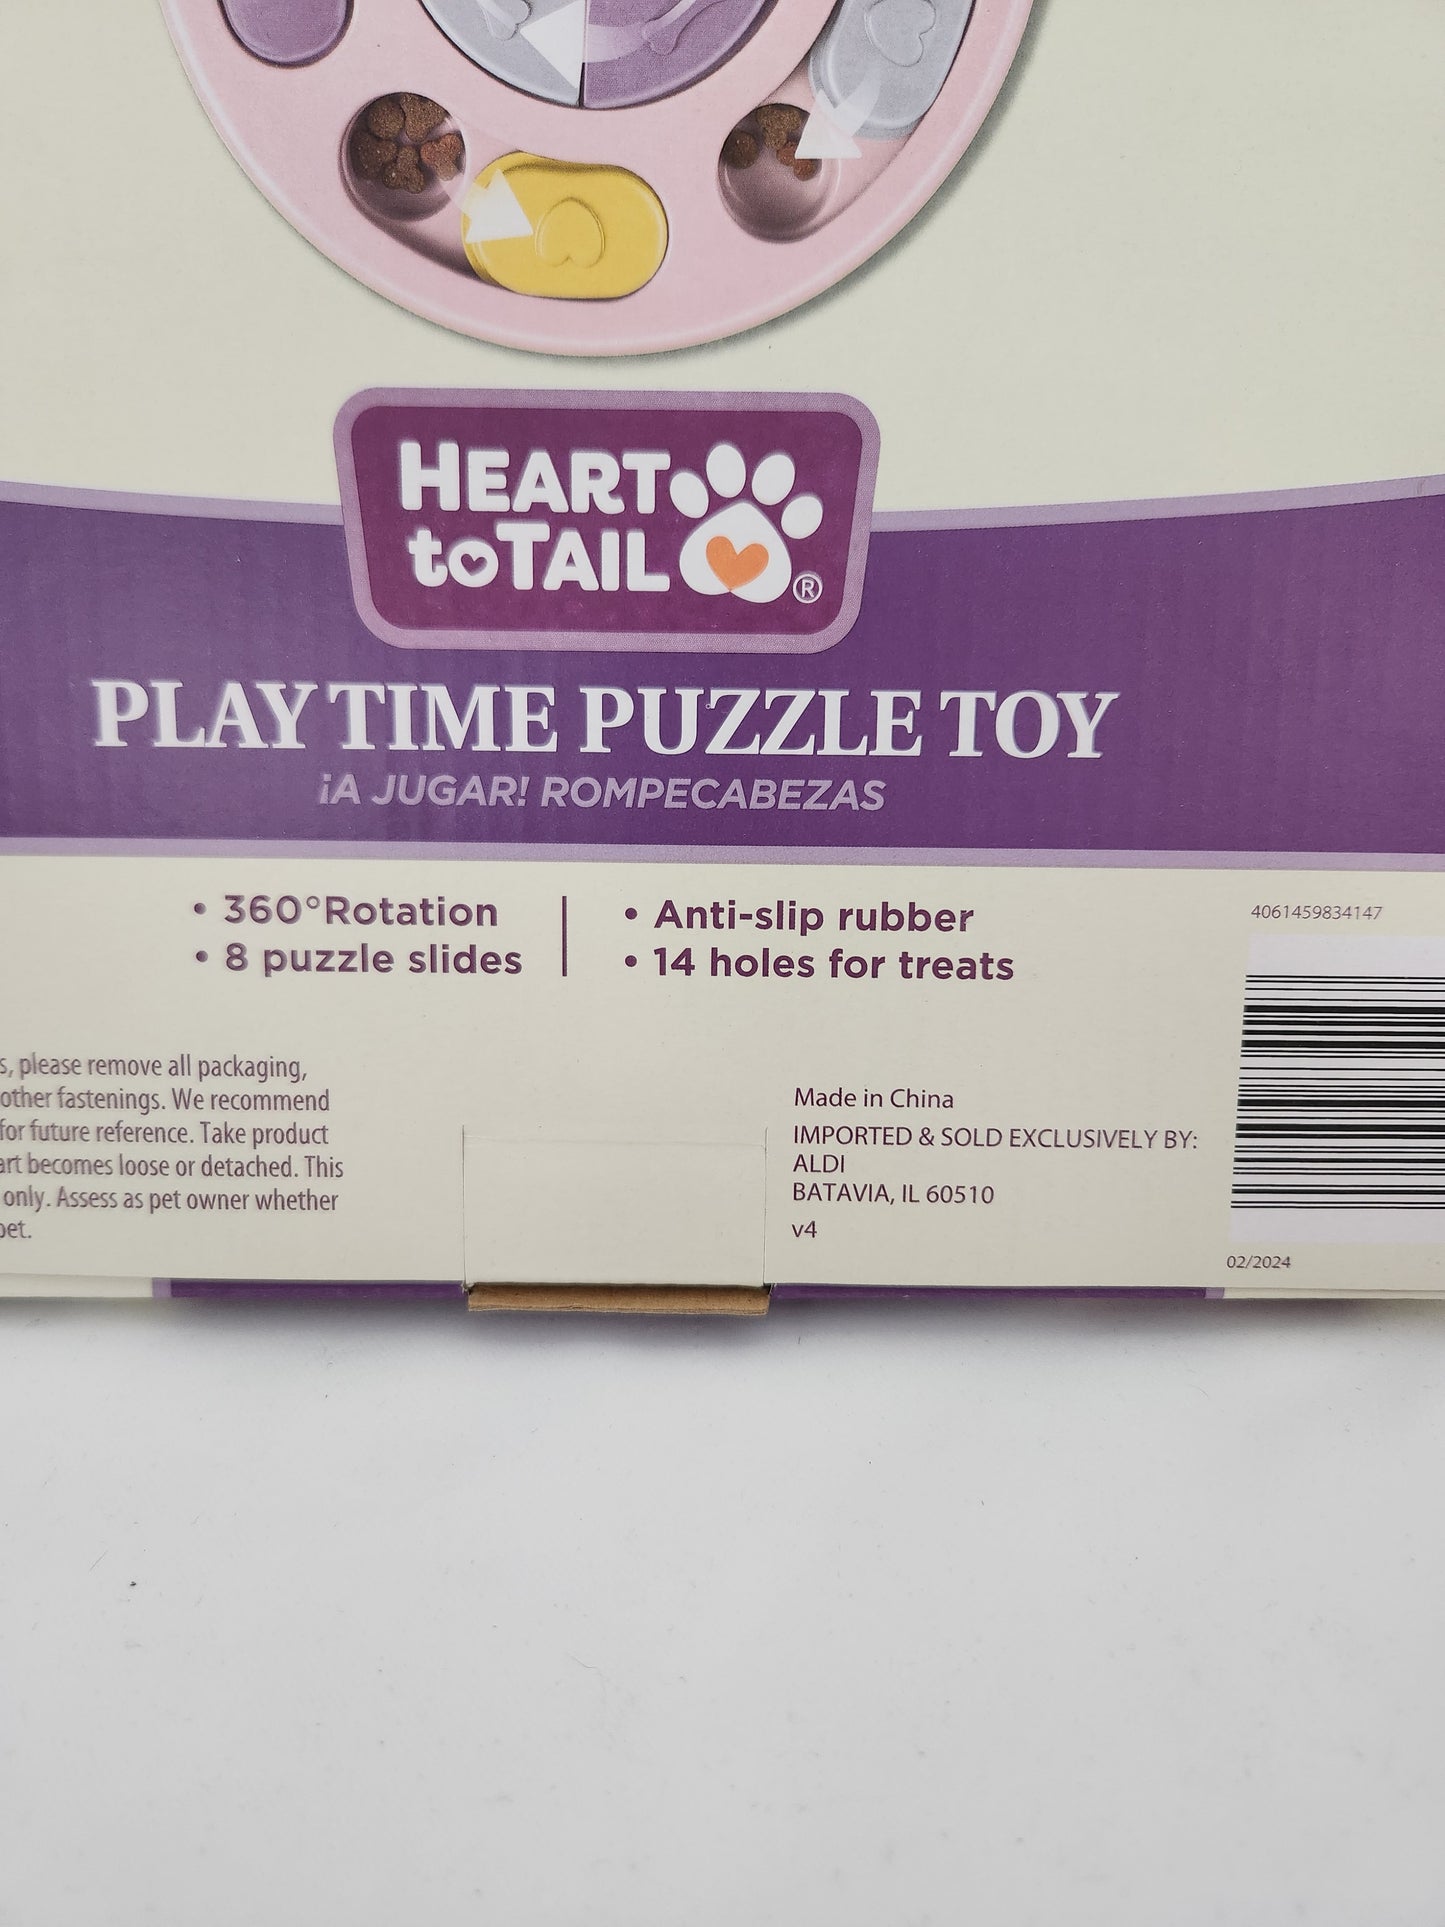 HEART
to TAIL ®
PLAYTIME PUZZLE TOY
¡A JUGAR! ROMPECABEZAS
• 360°Rotation
• 8 puzzle slides
• Anti-slip rubber
• 14 holes for treats
4061459834147
please remove all packaging,
other fastenings. We recommend
for future reference. Take product
becomes loose or detached. This
only. Assess as pet owner whether
Made in China
IMPORTED & SOLD EXCLUSIVELY BY:
ALDI
BATAVIA, IL 60510
v4
02/2024